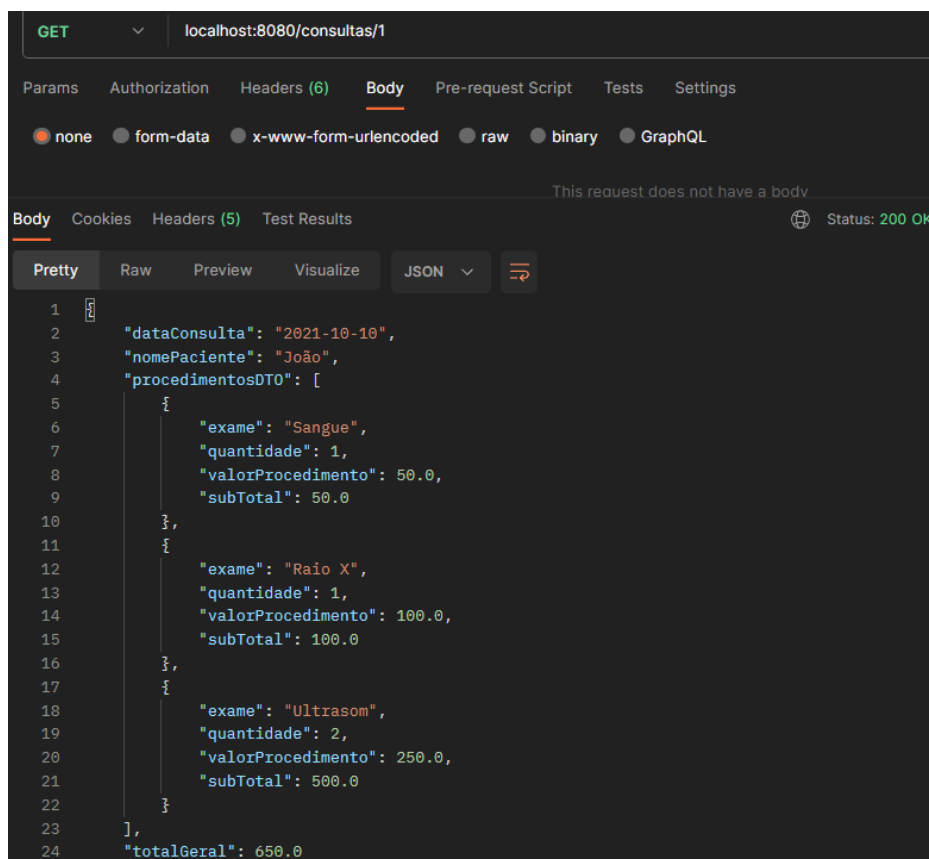 GET localhost:8080/consultas/1
Params Authorization Headers (6) Body Pre-request Script Tests Settings
none form-data x-www-form-urlencoded raw binary GraphQL
This request does not have a body
Body Cookies Headers (5) Test Results Status: 200 OK
Pretty Raw Preview Visualize JSON
1 {
2 "dataConsulta": "2021-10-10",
3 "nomePaciente": "João",
4 "procedimentosDTO": [
5 {
6 "exame": "Sangue",
7 "quantidade": 1,
8 "valorProcedimento": 50.0,
9 "subTotal": 50.0
10 },
11 {
12 "exame": "Raio X",
13 "quantidade": 1,
14 "valorProcedimento": 100.0,
15 "subTotal": 100.0
16 },
17 {
18 "exame": "Ultrasom",
19 "quantidade": 2,
20 "valorProcedimento": 250.0,
21 "subTotal": 500.0
22 }
23 ],
24 "totalGeral": 650.0